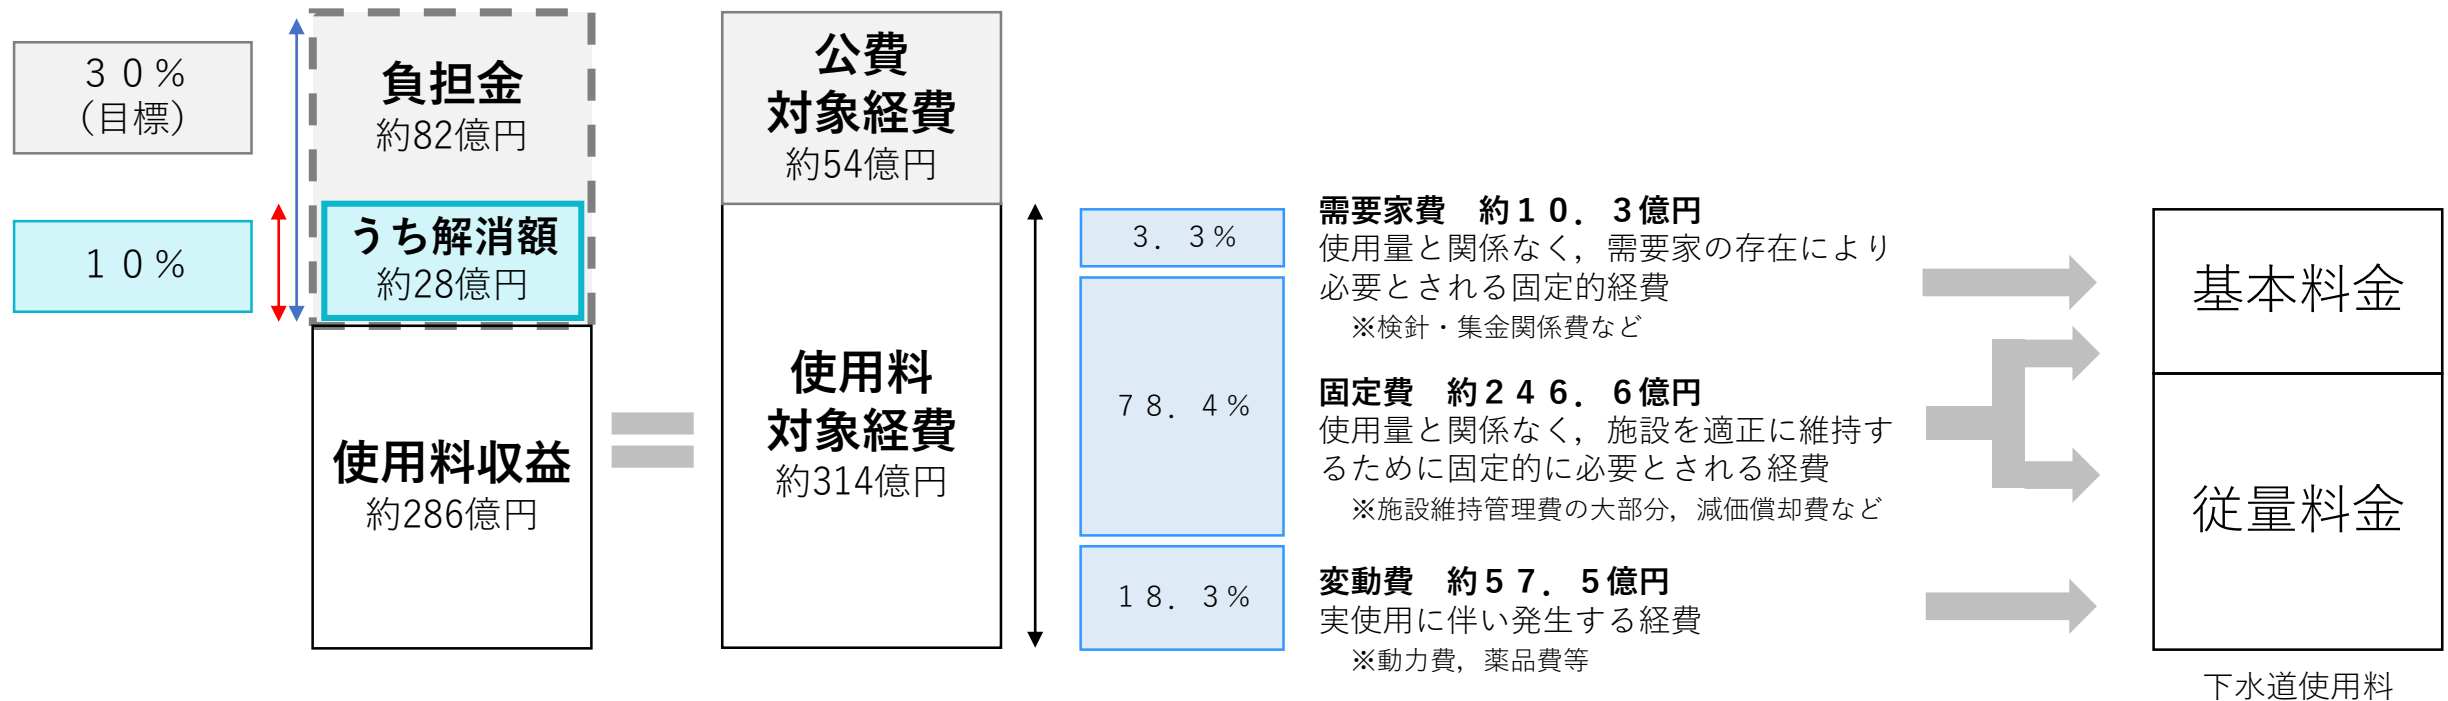 ３０％
（目標）
１０％
負担金
約82億円
うち解消額
約28億円
使用料収益
約286億円
公費
対象経費
約54億円
使用料
対象経費
約314億円
３．３％
７８．４％
１８．３％
需要家費　約１０．３億円
使用量と関係なく，需要家の存在により
必要とされる固定的経費
※検針・集金関係費など
固定費　約２４６．６億円
使用量と関係なく，施設を適正に維持す
るために固定的に必要とされる経費
※施設維持管理費の大部分，減価償却費など
変動費　約５７．５億円
実使用に伴い発生する経費
※動力費，薬品費等
基本料金
従量料金
下水道使用料